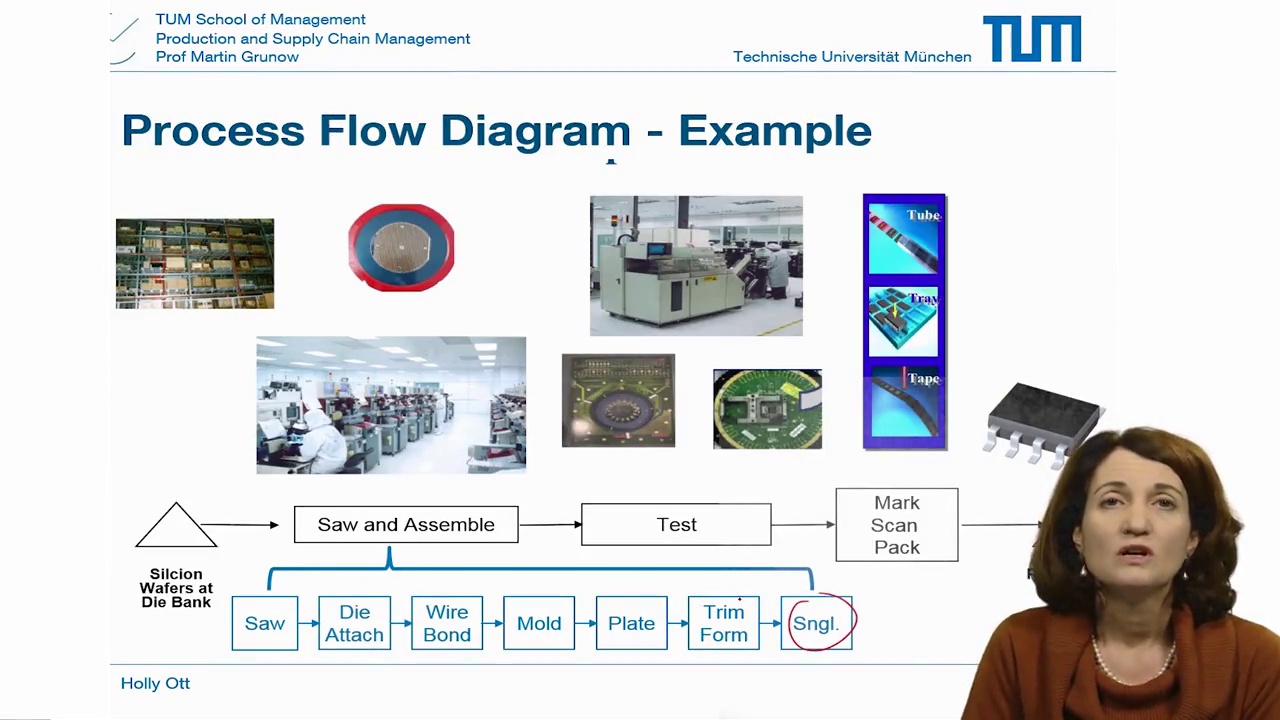 TUM School of Management
Production and Supply Chain Management
Prof Martin Grunow
Technische Universität München
TUM
Process Flow Diagram - Example
Tube
Tray
Tape
Silcion
Wafers at
Die Bank
Saw and Assemble
Test
Mark
Scan
Pack
Saw
Die
Attach
Wire
Bond
Mold
Plate
Trim
Form
Sngl.
Holly Ott